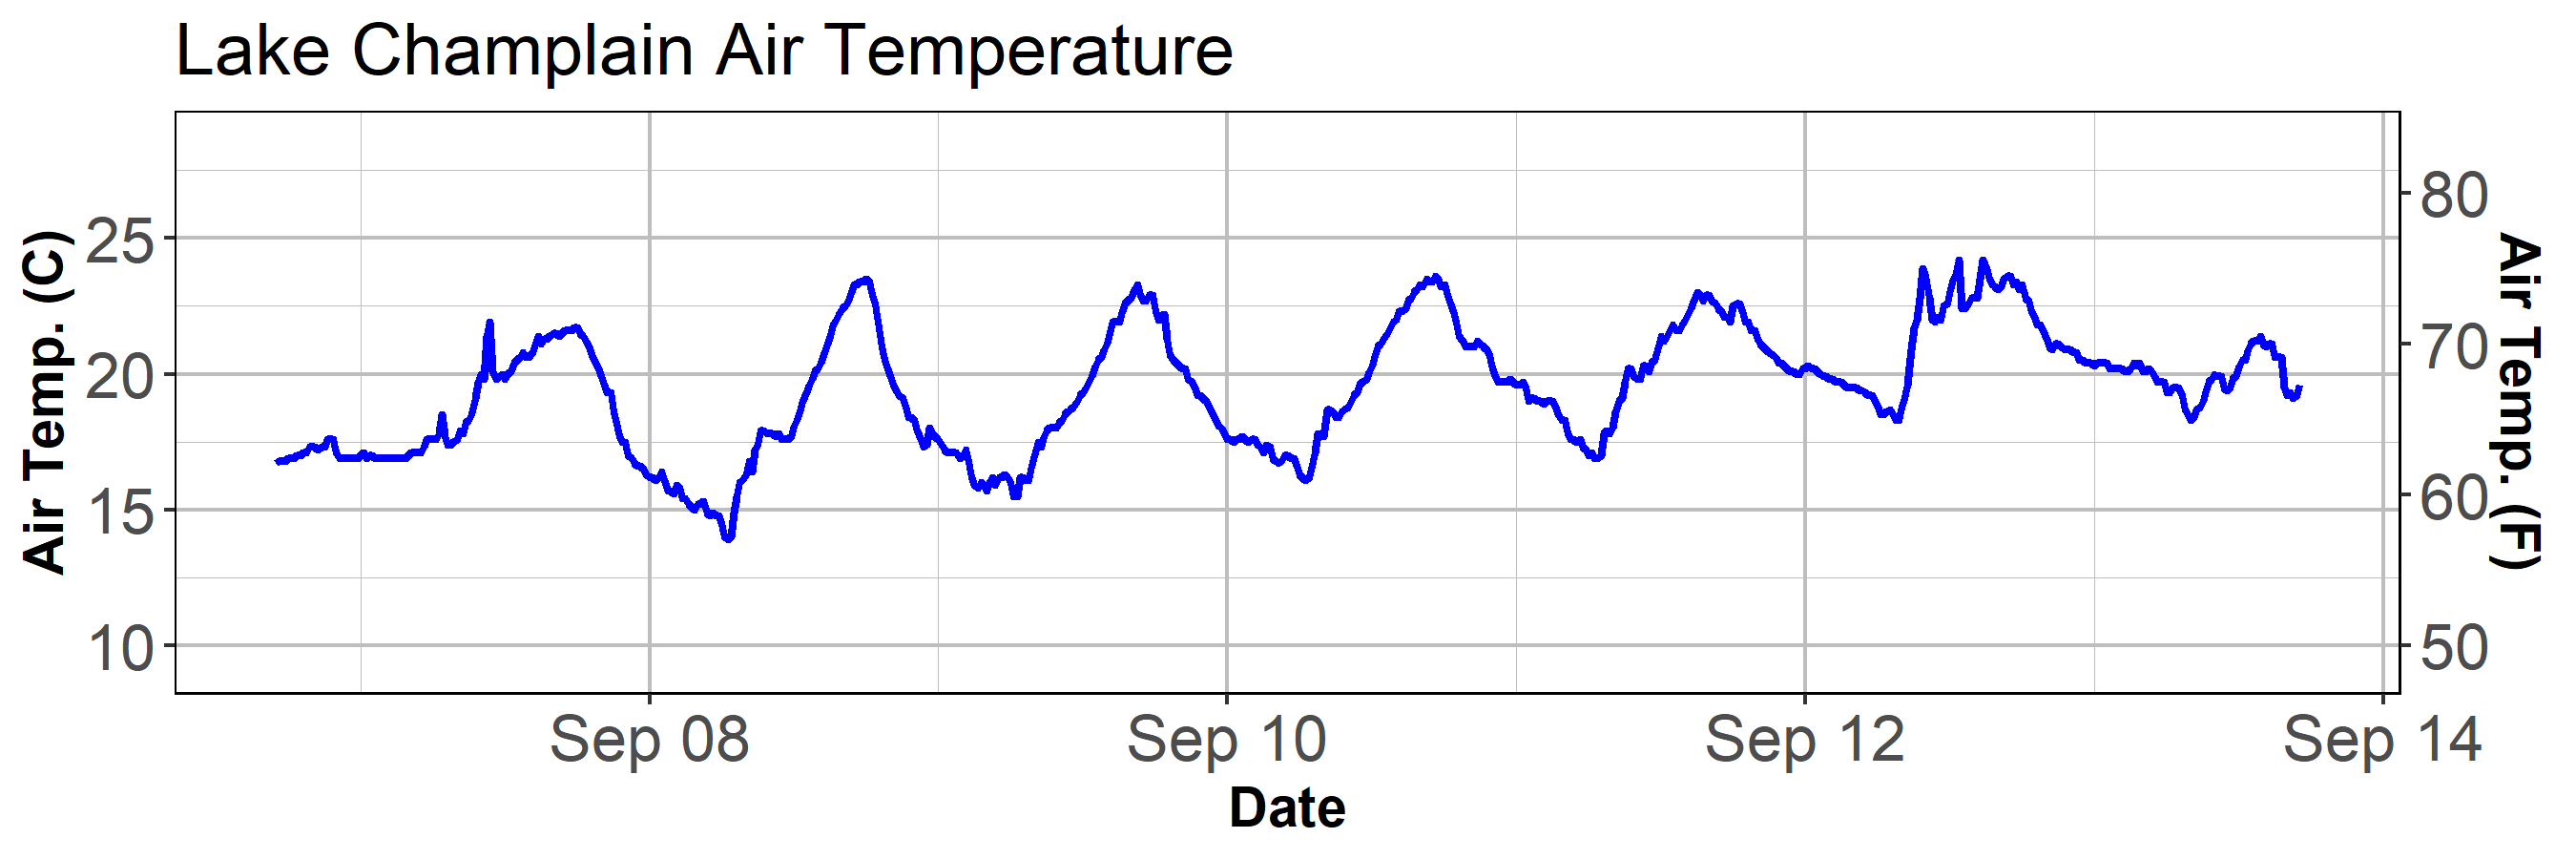 Lake Champlain Air Temperature
Air Temp. (C)
25
20
15
10
80
70
60
50
Air Temp. (F)
Sep 08
Sep 10
Sep 12
Sep 14
Date